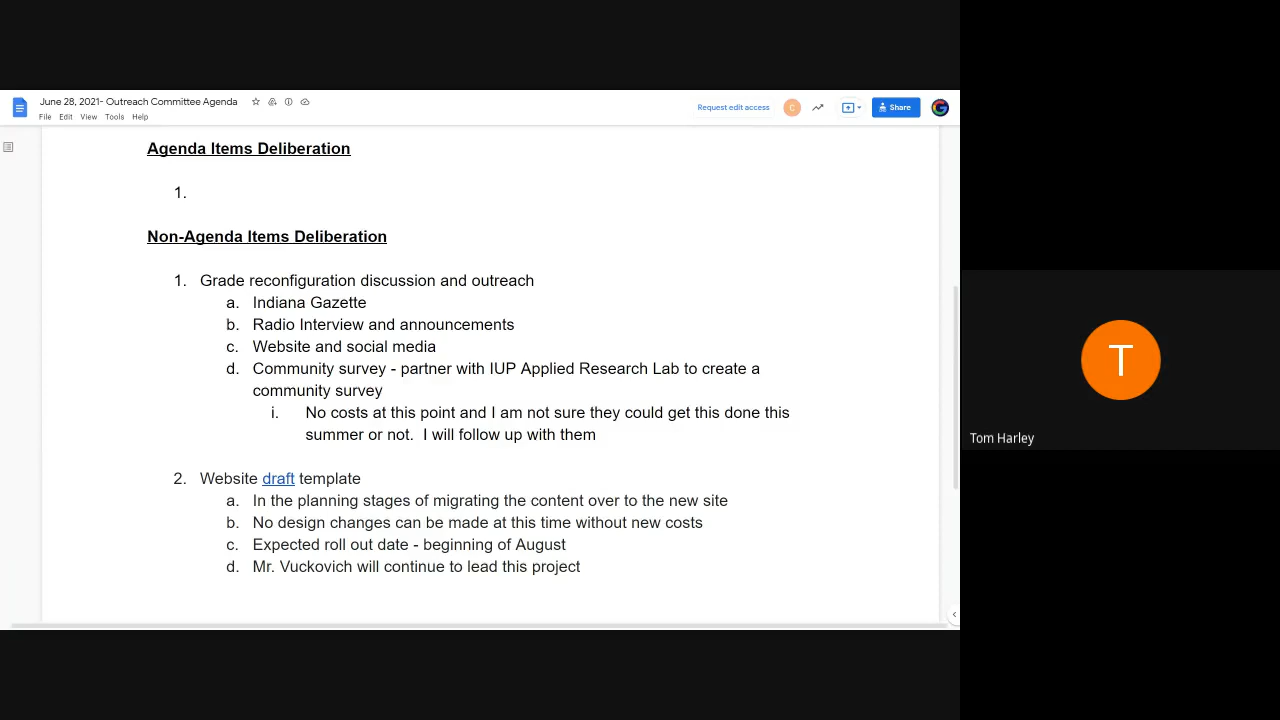 June 28, 2021- Outreach Committee Agenda
File Edit View Tools Help
Request edit access
C
Share
Agenda Items Deliberation
1.
Non-Agenda Items Deliberation
1. Grade reconfiguration discussion and outreach
a. Indiana Gazette
b. Radio Interview and announcements
c. Website and social media
d. Community survey - partner with IUP Applied Research Lab to create a
community survey
i. No costs at this point and I am not sure they could get this done this
summer or not. I will follow up with them
2. Website draft template
a. In the planning stages of migrating the content over to the new site
b. No design changes can be made at this time without new costs
c. Expected roll out date - beginning of August
d. Mr. Vuckovich will continue to lead this project
T
Tom Harley